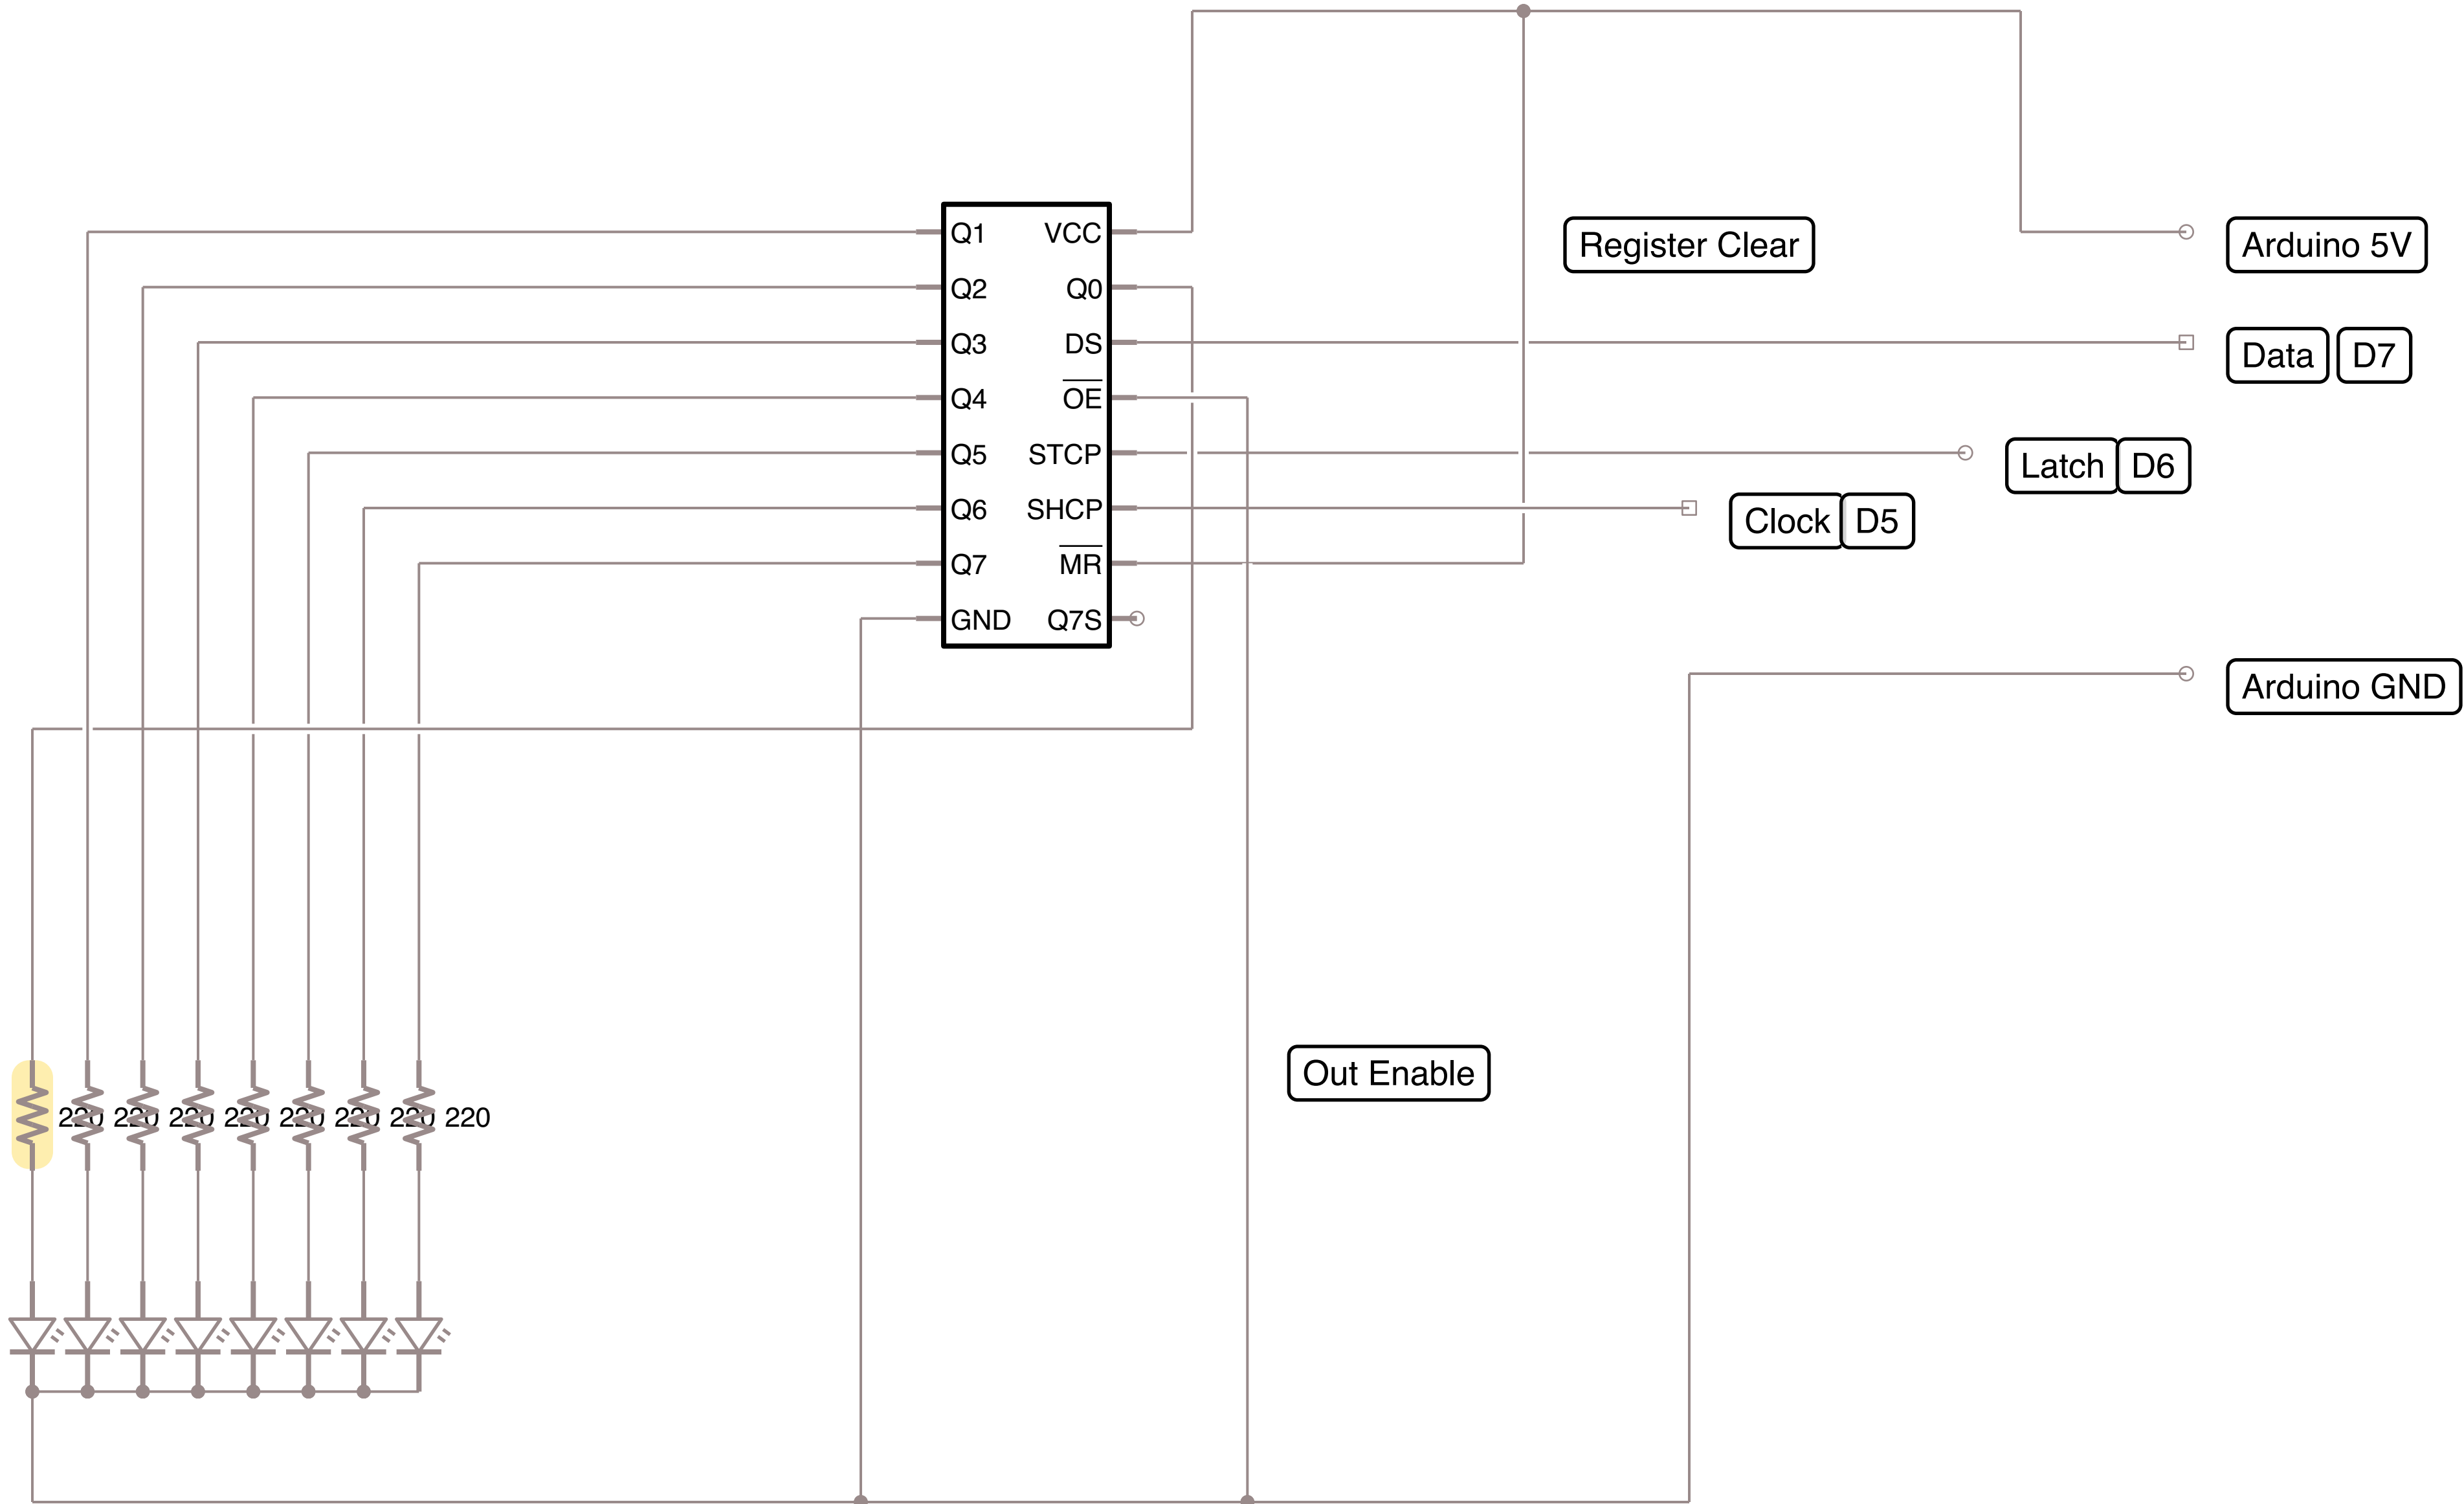 Q1 VCC
Register Clear
Arduino 5V
Q2 Q0
Q3 DS
Data D7
Q4 OE
Q5 STCP
Latch D6
Q6 SHCP
Clock D5
Q7 MR
GND Q7S
Arduino GND
Out Enable
220 220 220 220 220 220 220 220